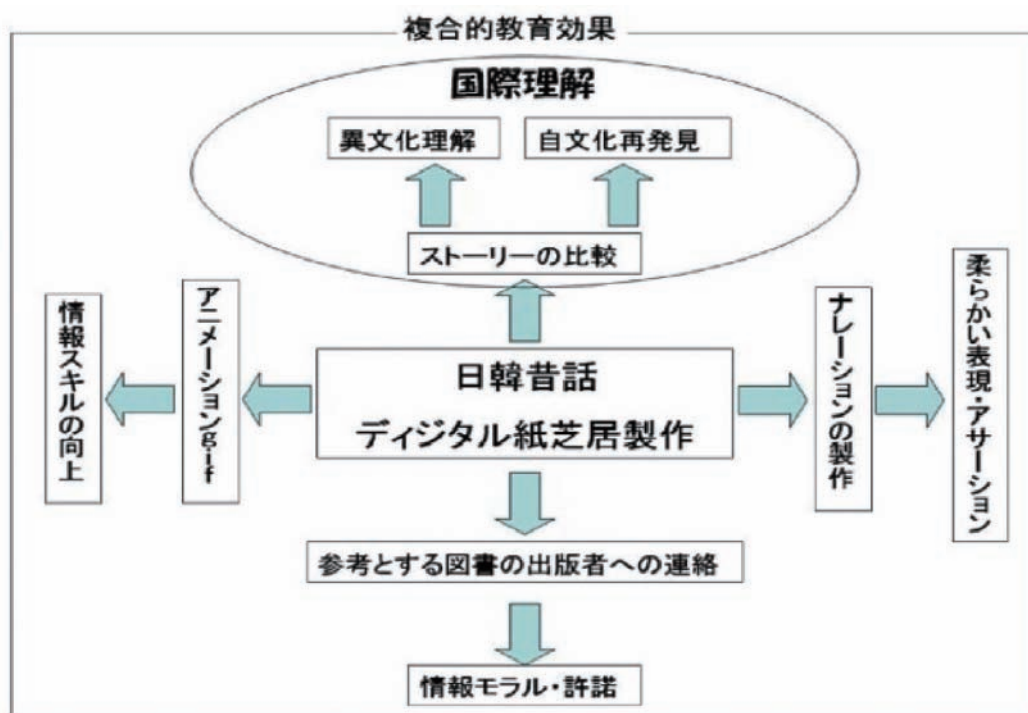 複合的教育効果
国際理解
異文化理解
自文化再発見
ストーリーの比較
情報スキルの向上
アニメーションgif
日韓昔話
ディジタル紙芝居製作
ナレーションの製作
柔らかい表現・アサーション
参考とする図書の出版者への連絡
情報モラル・許諾